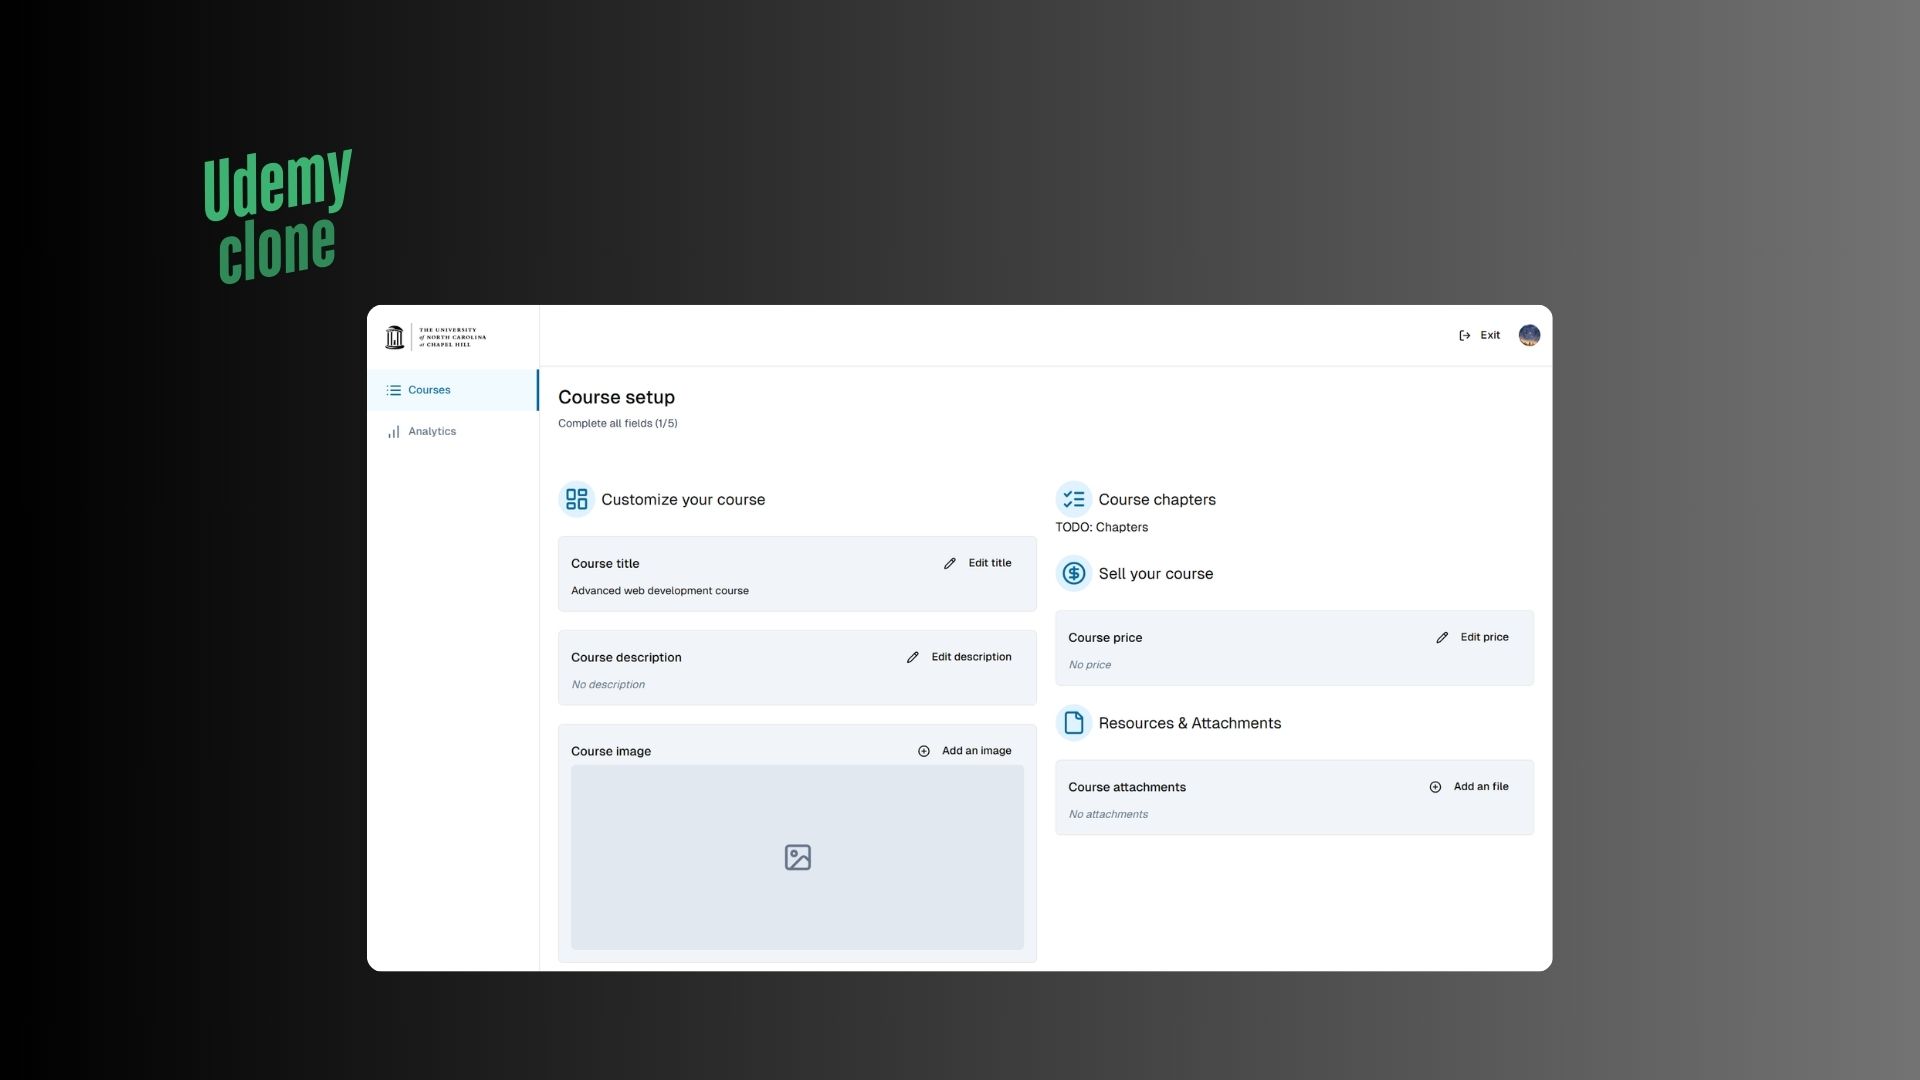 Udemy
clone
THE UNIVERSITY
of NORTH CAROLINA
at CHAPEL HILL
Exit
Courses
Analytics
Course setup
Complete all fields (1/5)
Customize your course
Course title
Edit title
Advanced web development course
Course description
Edit description
No description
Course image
Add an image
Course chapters
TODO: Chapters
Sell your course
Course price
Edit price
No price
Resources & Attachments
Course attachments
Add an file
No attachments